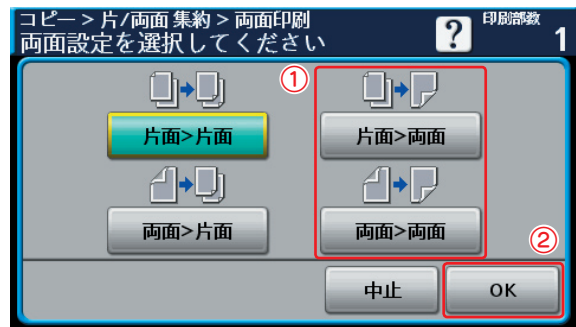 コピー > 片/両面 集約 > 両面印刷
両面設定を選択してください
?
印刷部数
1
①
片面>片面
片面>両面
両面>片面
両面>両面
②
中止
OK